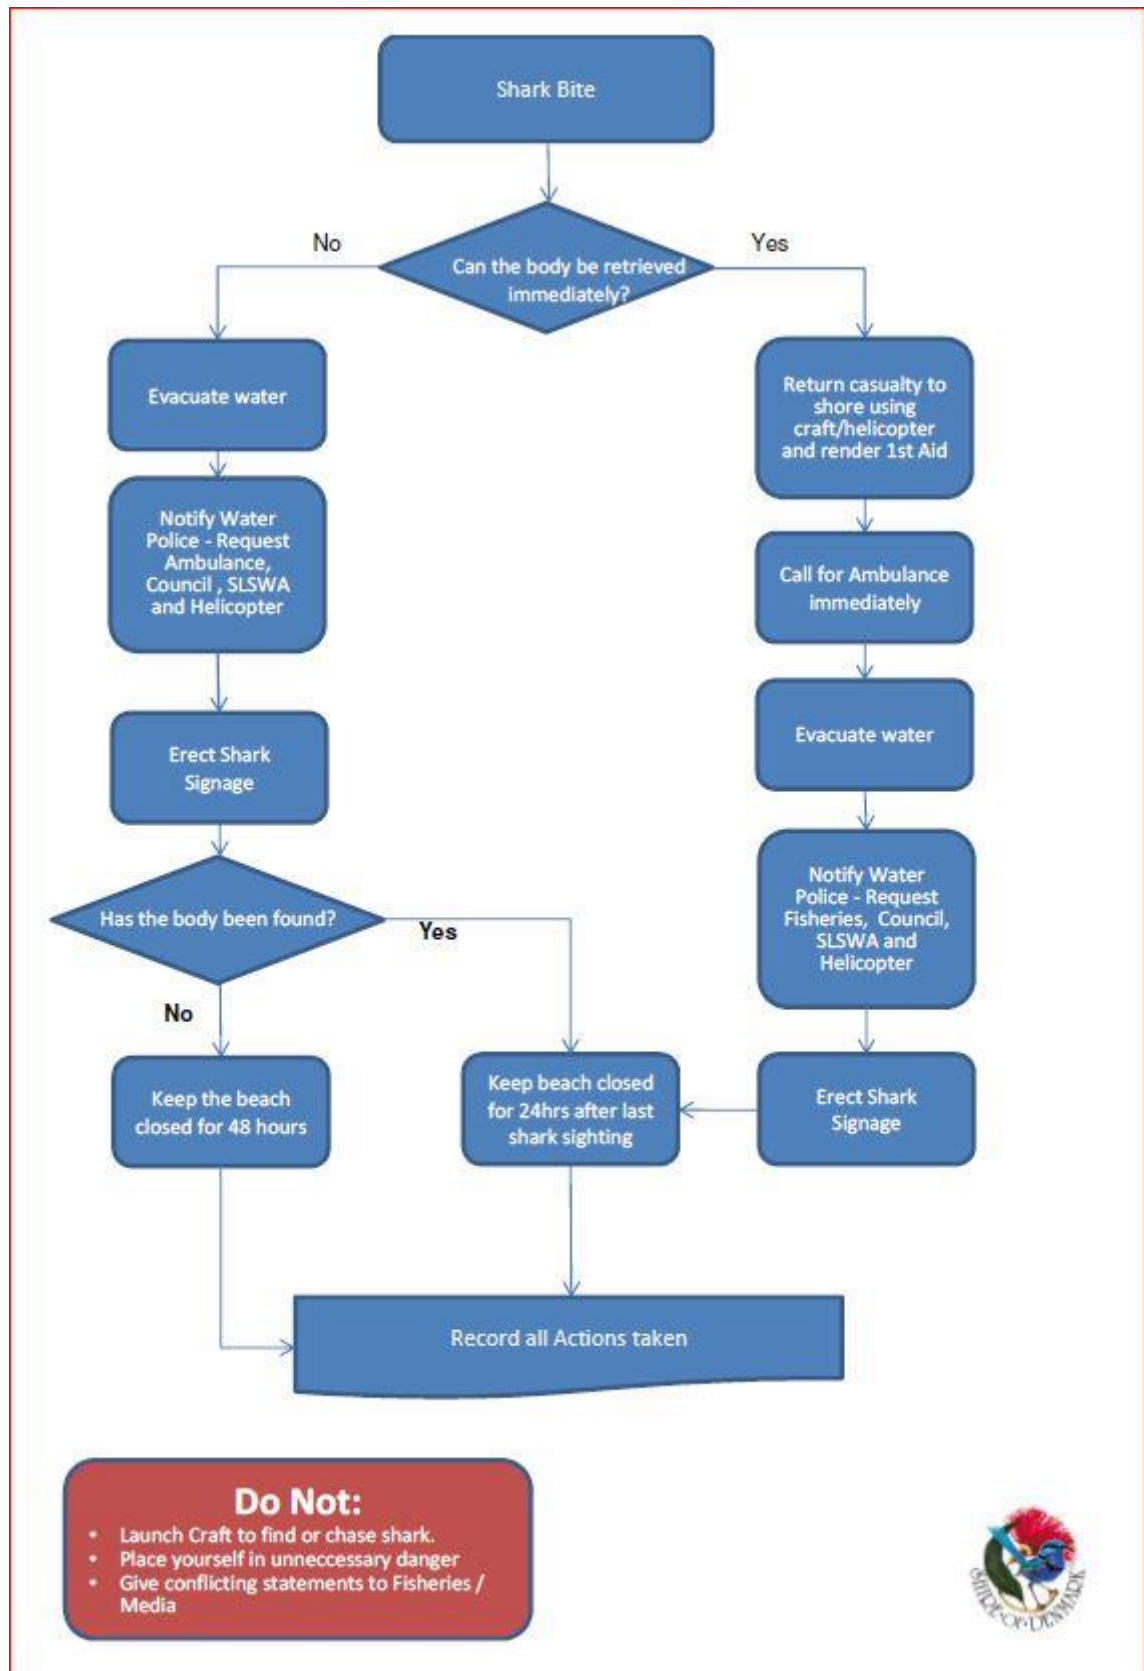 Shark Bite
Can the body be retrieved
immediately?
No
Yes
Evacuate water
Notify Water
Police - Request
Ambulance,
Council , SLSWA
and Helicopter
Erect Shark
Signage
Has the body been found?
Yes
No
Keep the beach
closed for 48 hours
Return casualty to
shore using
craft/helicopter
and render 1st Aid
Call for Ambulance
immediately
Evacuate water
Notify Water
Police - Request
Fisheries, Council,
SLSWA and
Helicopter
Erect Shark
Signage
Keep beach closed
for 24hrs after last
shark sighting
Record all Actions taken
Do Not:
• Launch Craft to find or chase shark.
• Place yourself in unneccessary danger
• Give conflicting statements to Fisheries /
Media
SHIRE·OF·DENMARK